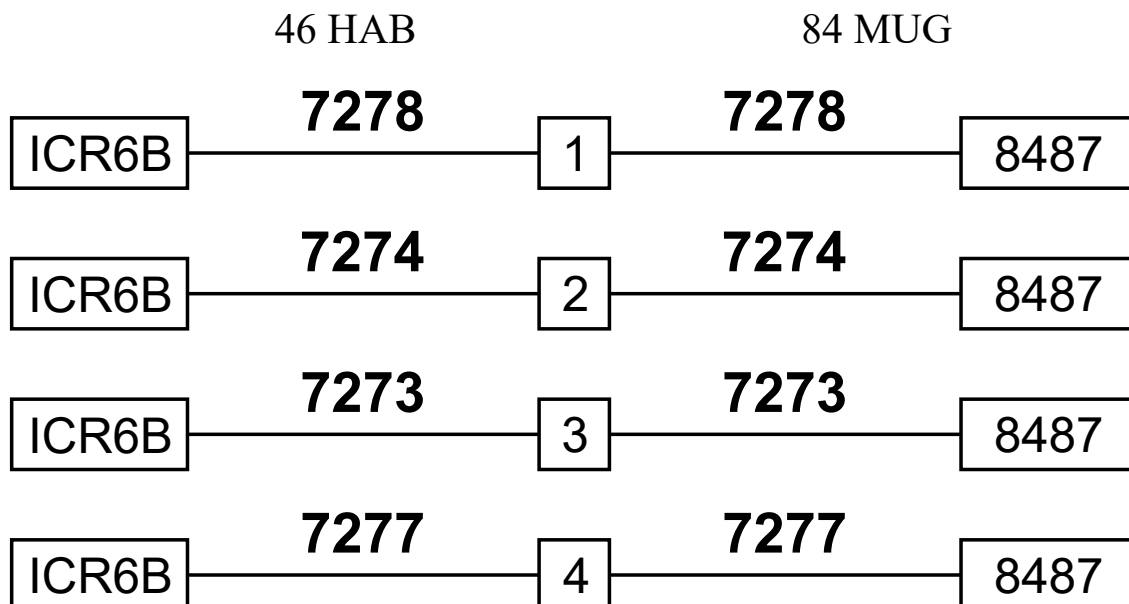 46 HAB 84 MUG
7278 7278
ICR6B 1 8487
7274 7274
ICR6B 2 8487
7273 7273
ICR6B 3 8487
7277 7277
ICR6B 4 8487